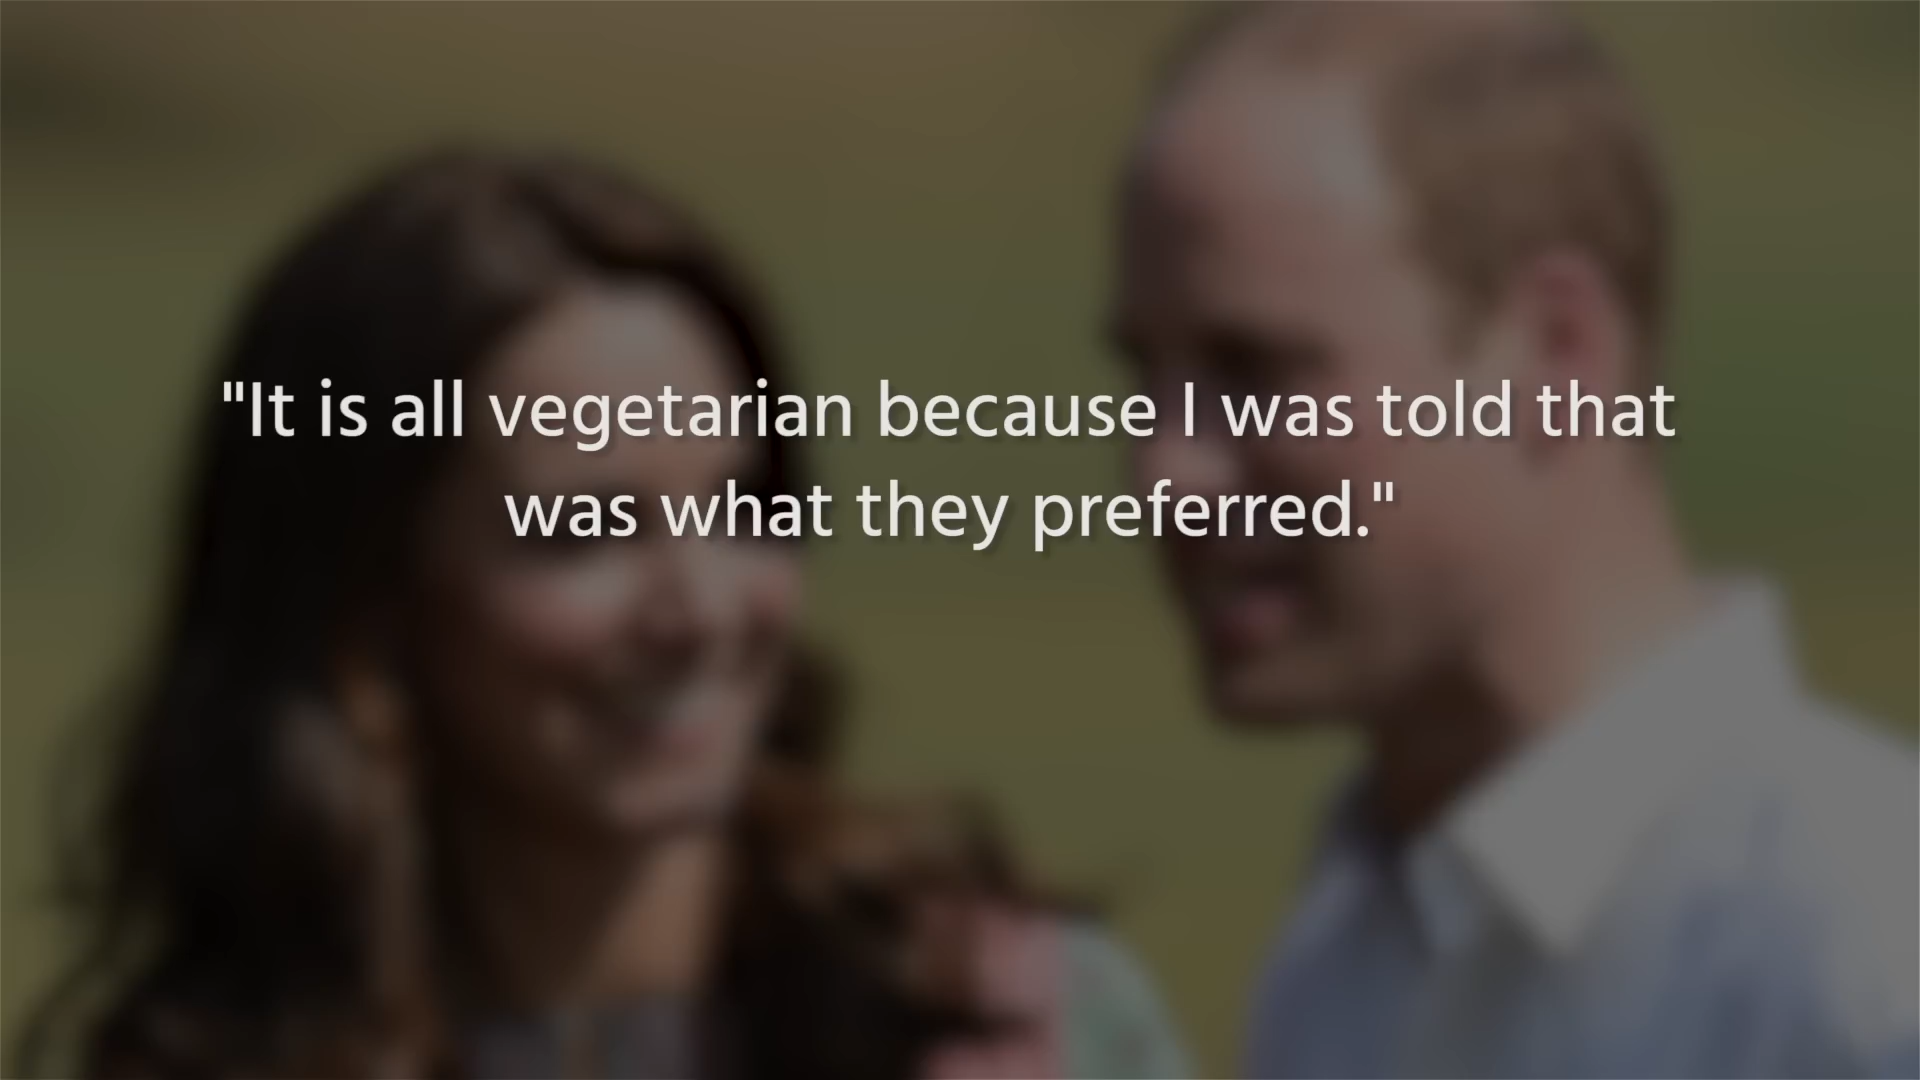 "It is all vegetarian because I was told that
was what they preferred."